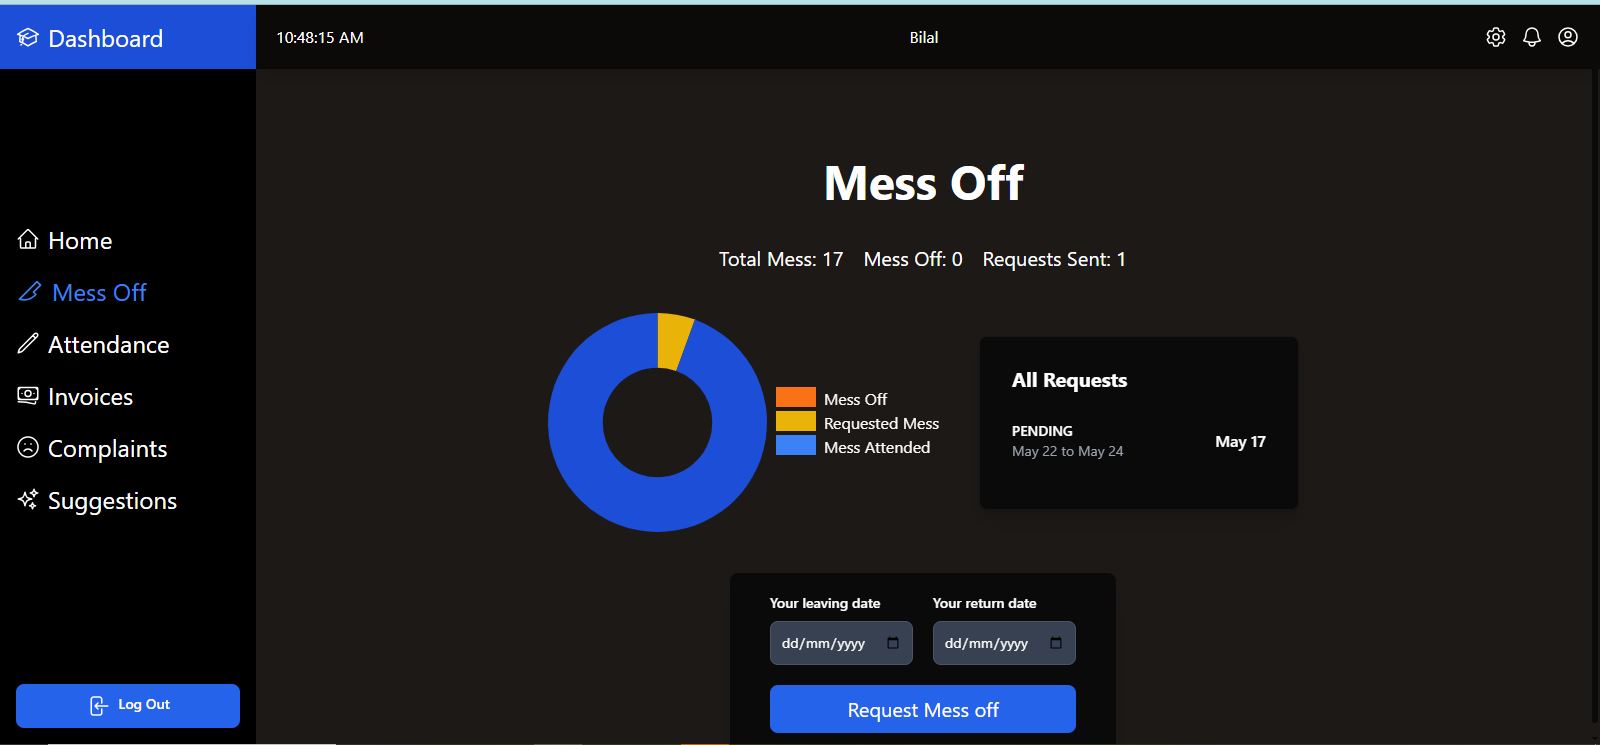 Dashboard
10:48:15 AM
Bilal
Home
Mess Off
Attendance
Invoices
Complaints
Suggestions
Log Out
Mess Off
Total Mess: 17 Mess Off: 0 Requests Sent: 1
Mess Off
Requested Mess
Mess Attended
All Requests
PENDING
May 22 to May 24
May 17
Your leaving date
dd/mm/yyyy
Your return date
dd/mm/yyyy
Request Mess off